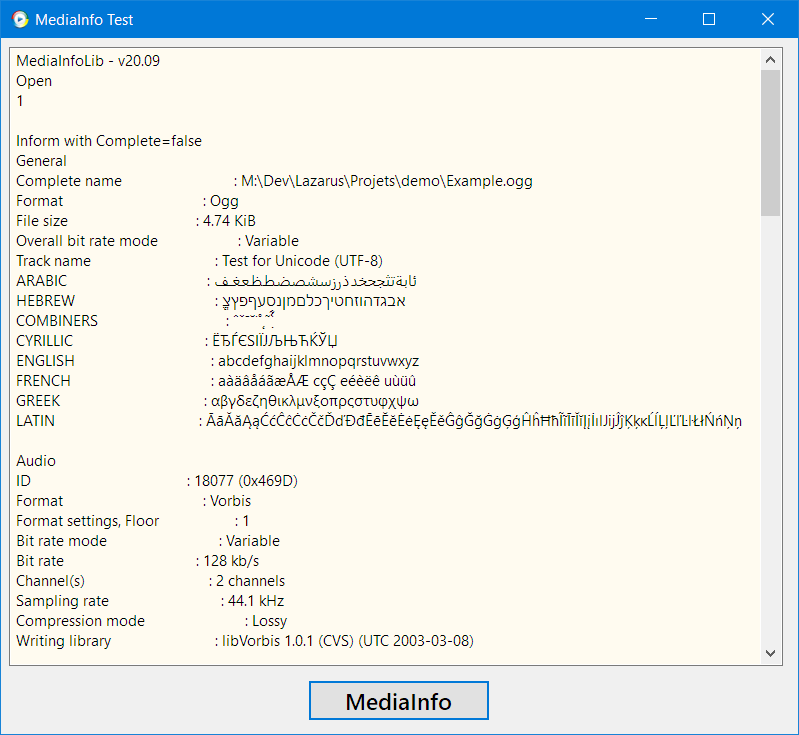 MediaInfo Test
MediaInfoLib - v20.09
Open
1
Inform with Complete=false
General
Complete name : M:\Dev\Lazarus\Projets\demo\Example.ogg
Format : Ogg
File size : 4.74 KiB
Overall bit rate mode : Variable
Track name : Test for Unicode (UTF-8)
ARABIC :
HEBREW : אבגדהוזחטיךכלםמןנסעףפץצ
COMBINERS :
CYRILLIC : ЁЂЃЄЅІЇЈЉЊЋЌЎЏ
ENGLISH : abcdefghaijklmnopqrstuvwxyz
FRENCH : aàäâåáãæÅÆ cçÇ eéèëê uùüû
GREEK : αβγδεζηθικλμνξοπρςστυφχψω
LATIN :
Audio
ID : 18077 (0x469D)
Format : Vorbis
Format settings, Floor : 1
Bit rate mode : Variable
Bit rate : 128 kb/s
Channel(s) : 2 channels
Sampling rate : 44.1 kHz
Compression mode : Lossy
Writing library : libVorbis 1.0.1 (CVS) (UTC 2003-03-08)
MediaInfo